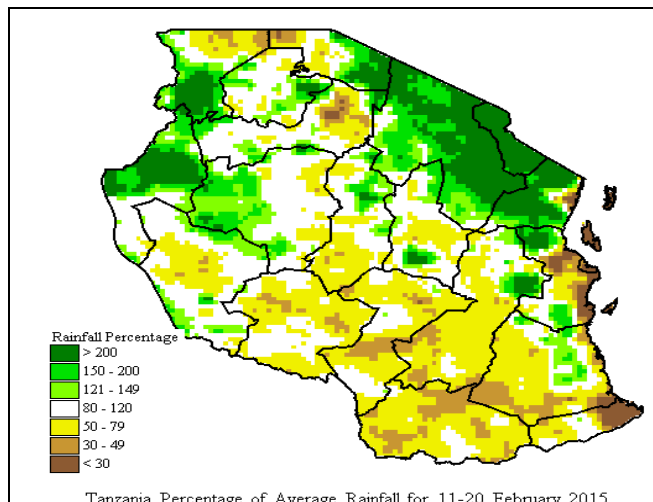 Rainfall Percentage
> 200
150 - 200
121 - 149
80 - 120
50 - 79
30 - 49
< 30
Tanzania Percentage of Average Rainfall for 11-20 February 2015